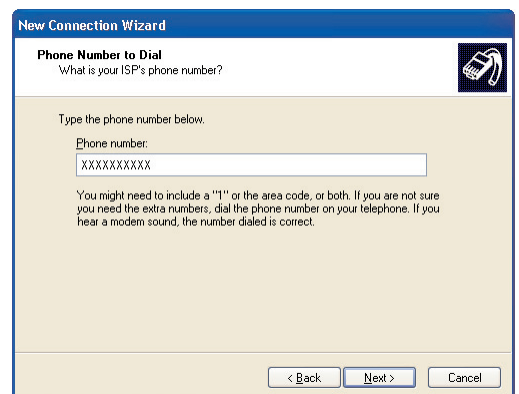 New Connection Wizard
Phone Number to Dial
What is your ISP's phone number?
Type the phone number below.
Phone number:
XXXXXXXXXX
You might need to include a "1" or the area code, or both. If you are not sure
you need the extra numbers, dial the phone number on your telephone. If you
hear a modem sound, the number dialed is correct.
< Back
Next >
Cancel